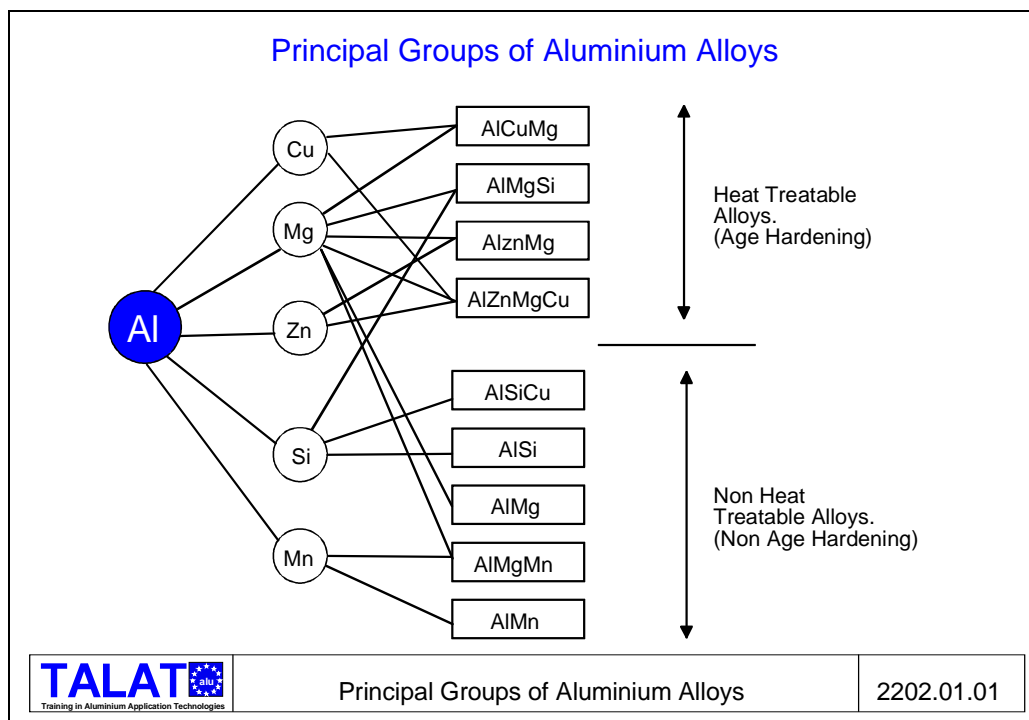 Principal Groups of Aluminium Alloys
Cu
Mg
Al
Zn
Si
Mn
AlCuMg
AlMgSi
AlznMg
AlZnMgCu
AlSiCu
AlSi
AlMg
AlMgMn
AlMn
Heat Treatable
Alloys.
(Age Hardening)
Non Heat
Treatable Alloys.
(Non Age Hardening)
TALAT
alu
Training in Aluminium Application Technologies
Principal Groups of Aluminium Alloys
2202.01.01